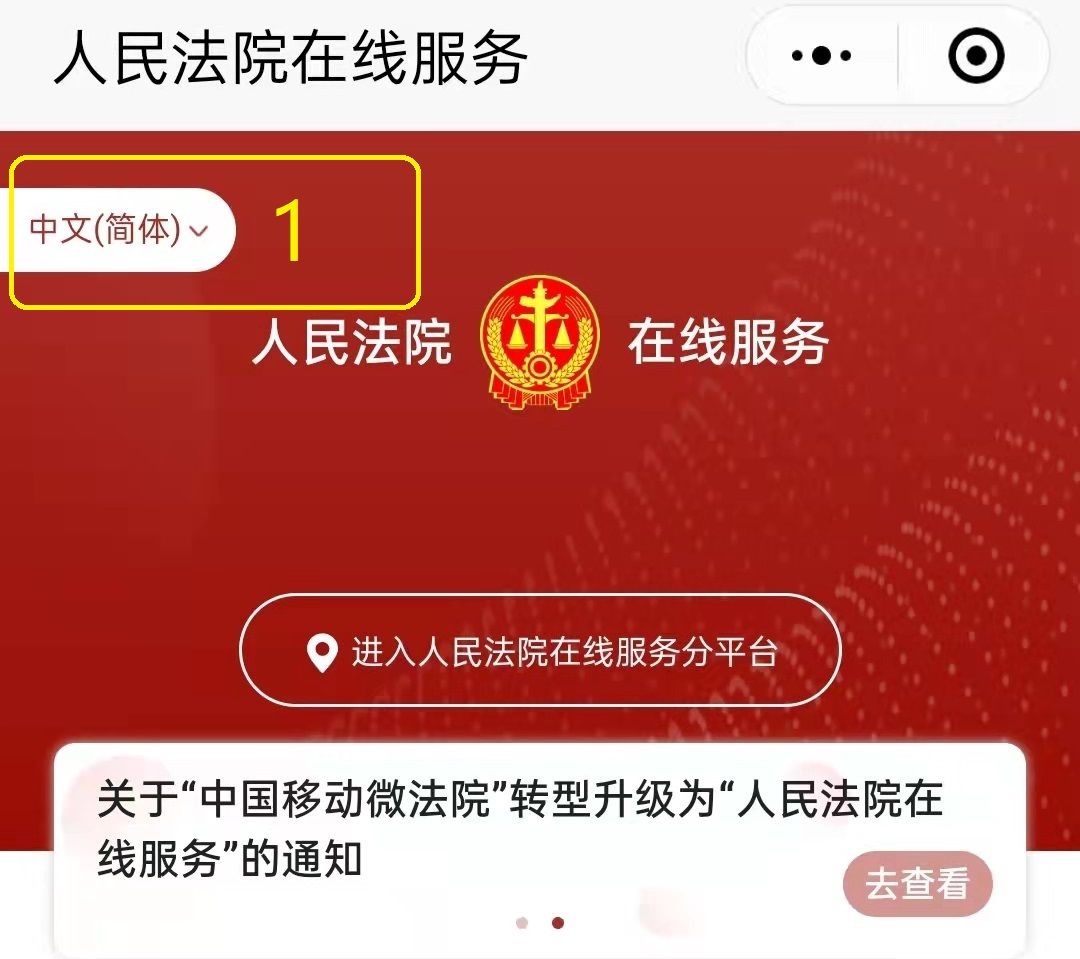 人民法院在线服务
中文(简体)
1
人民法院 在线服务
进入人民法院在线服务分平台
关于“中国移动微法院”转型升级为“人民法院在
线服务”的通知
去查看